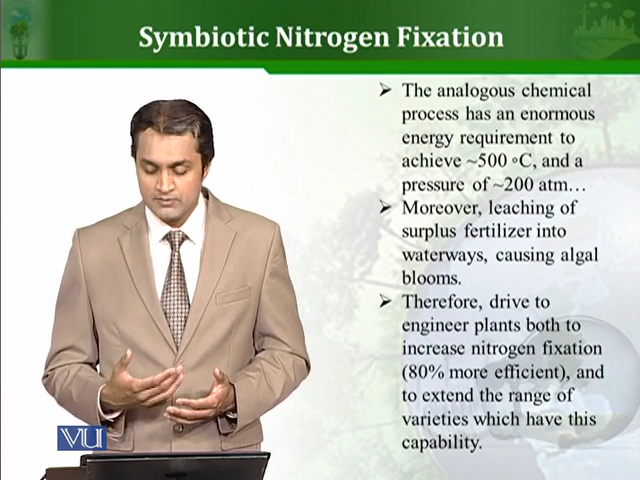 Symbiotic Nitrogen Fixation
➢ The analogous chemical
process has an enormous
energy requirement to
achieve ~500 ◦C, and a
pressure of ~200 atm…
➢ Moreover, leaching of
surplus fertilizer into
waterways, causing algal
blooms.
➢ Therefore, drive to
engineer plants both to
increase nitrogen fixation
(80% more efficient), and
to extend the range of
varieties which have this
capability.
VU